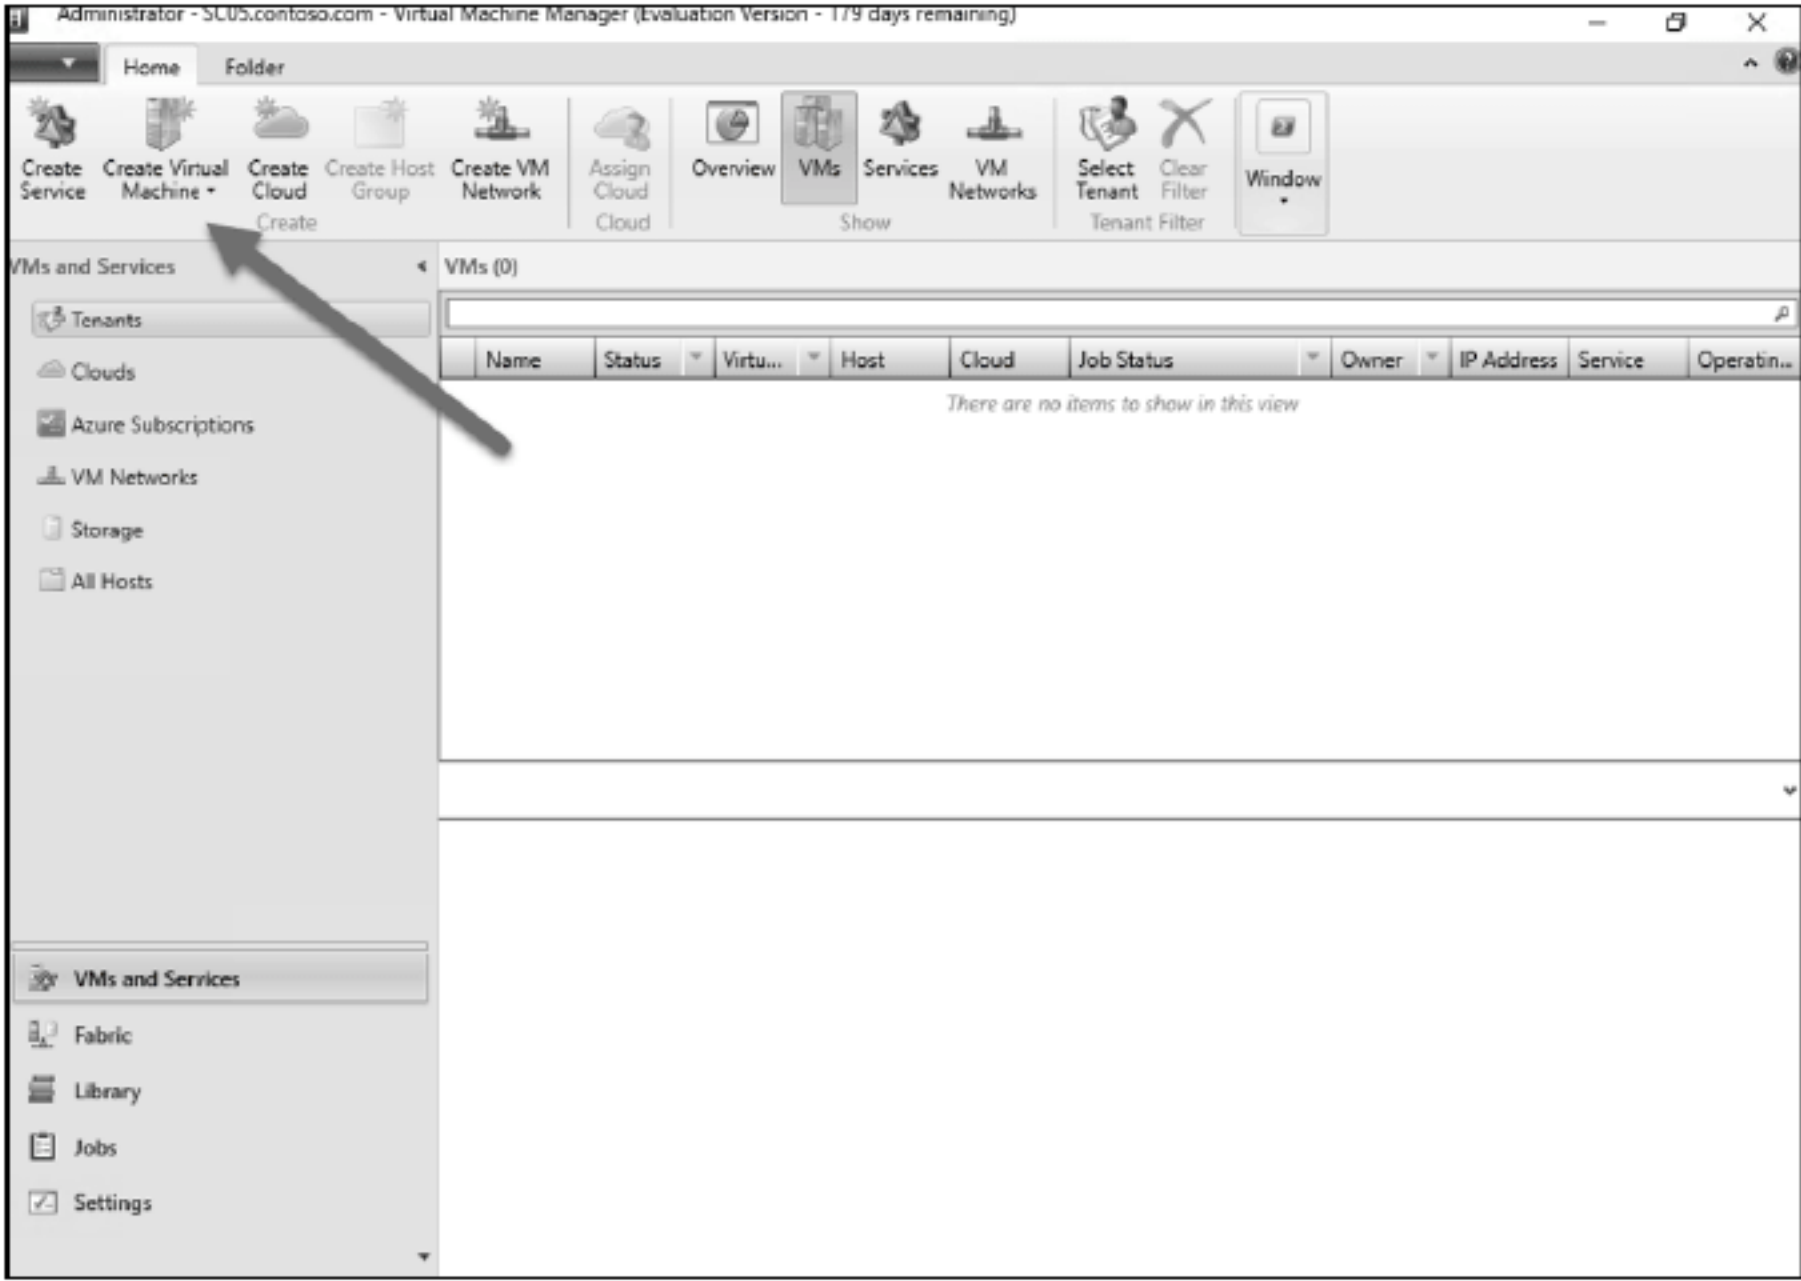 Administrator - SC05.contoso.com - Virtual Machine Manager (Evaluation Version - 179 days remaining)
Home Folder
Create Service
Create Virtual Machine
Create Cloud
Create Host Group
Create VM Network
Assign Cloud
Overview
VMs
Services
VM Networks
Select Tenant
Clear Filter
Window
Create Cloud Show Tenant Filter
VMs and Services
VMs (0)
Tenants
Clouds
Azure Subscriptions
VM Networks
Storage
All Hosts
Name Status Virtu... Host Cloud Job Status Owner IP Address Service Operatin...
There are no items to show in this view
VMs and Services
Fabric
Library
Jobs
Settings